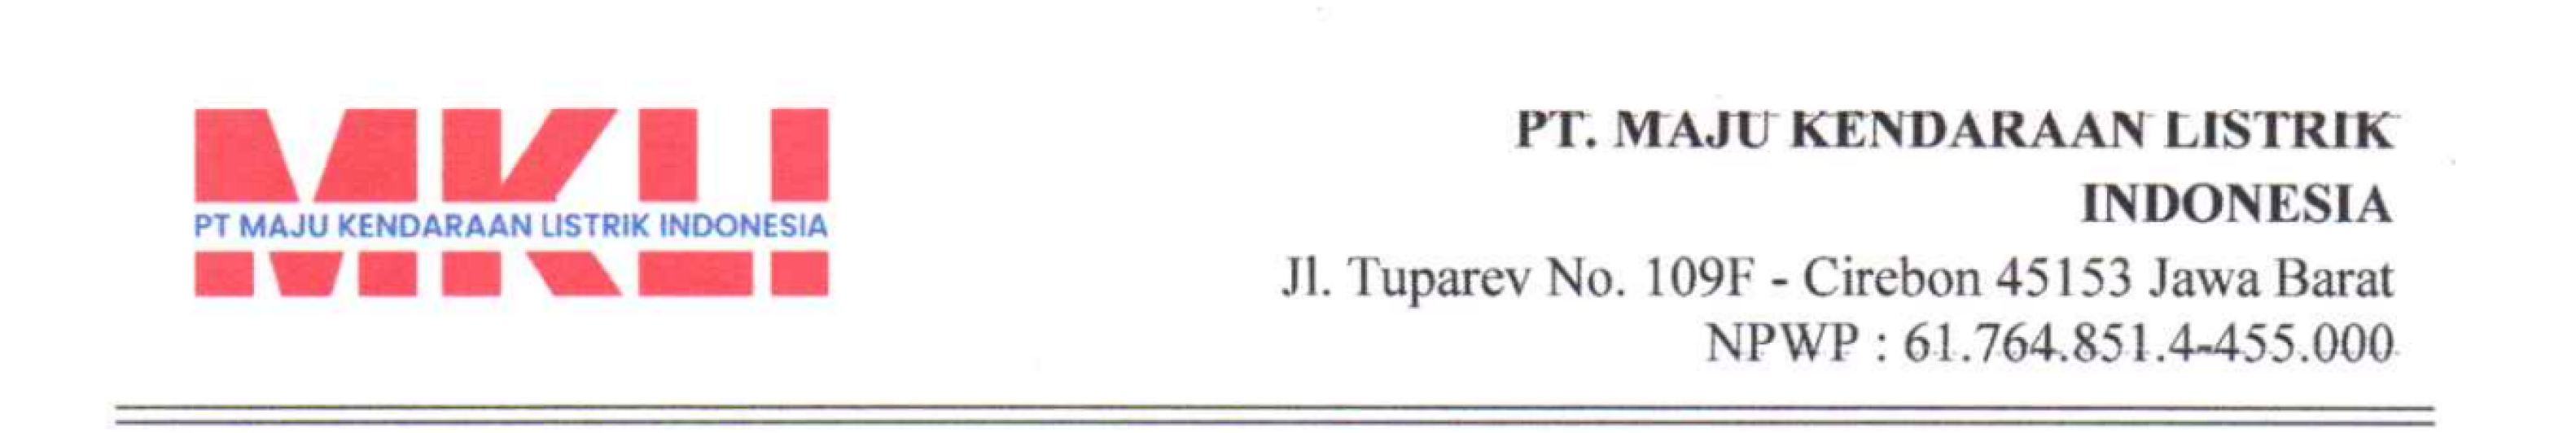 MKLI
PT MAJU KENDARAAN LISTRIK INDONESIA
PT. MAJU KENDARAAN LISTRIK
INDONESIA
Jl. Tuparev No. 109F - Cirebon 45153 Jawa Barat
NPWP : 61.764.851.4-455.000